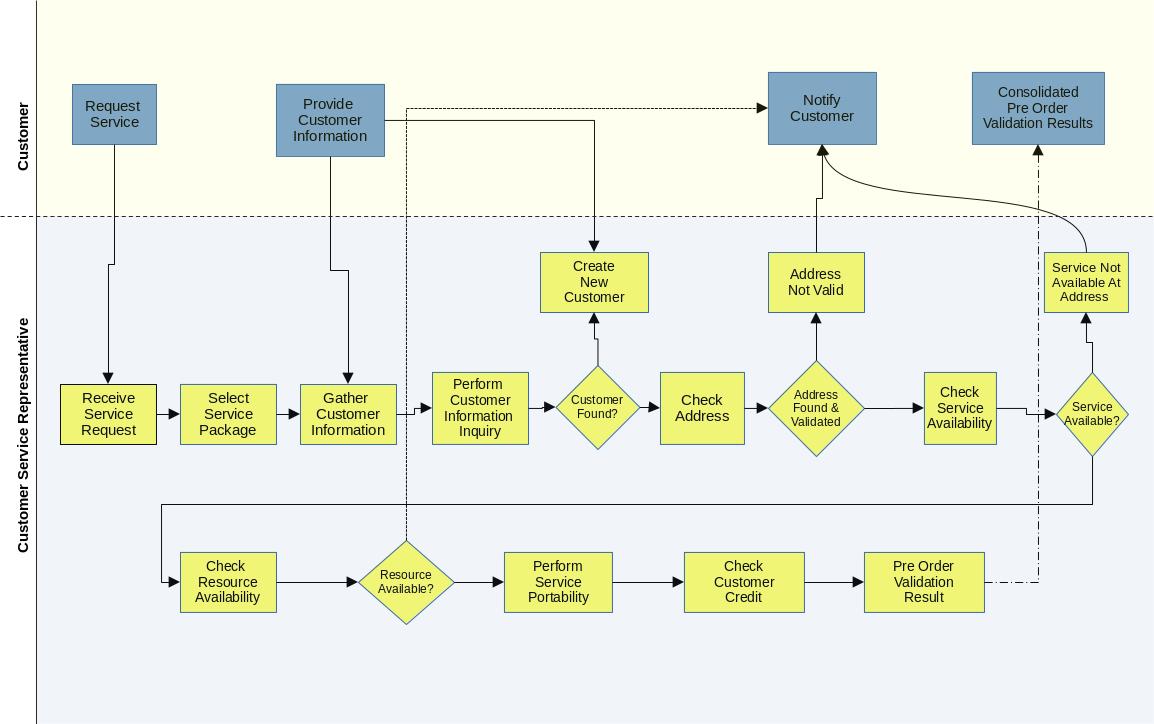 Customer
Request
Service
Provide
Customer
Information
Notify
Customer
Consolidated
Pre Order
Validation Results
Customer Service Representative
Create
New
Customer
Address
Not Valid
Service Not
Available At
Address
Receive
Service
Request
Select
Service
Package
Gather
Customer
Information
Perform
Customer
Information
Inquiry
Customer
Found?
Check
Address
Address
Found &
Validated
Check
Service
Availability
Service
Available?
Check
Resource
Availability
Resource
Available?
Perform
Service
Portability
Check
Customer
Credit
Pre Order
Validation
Result